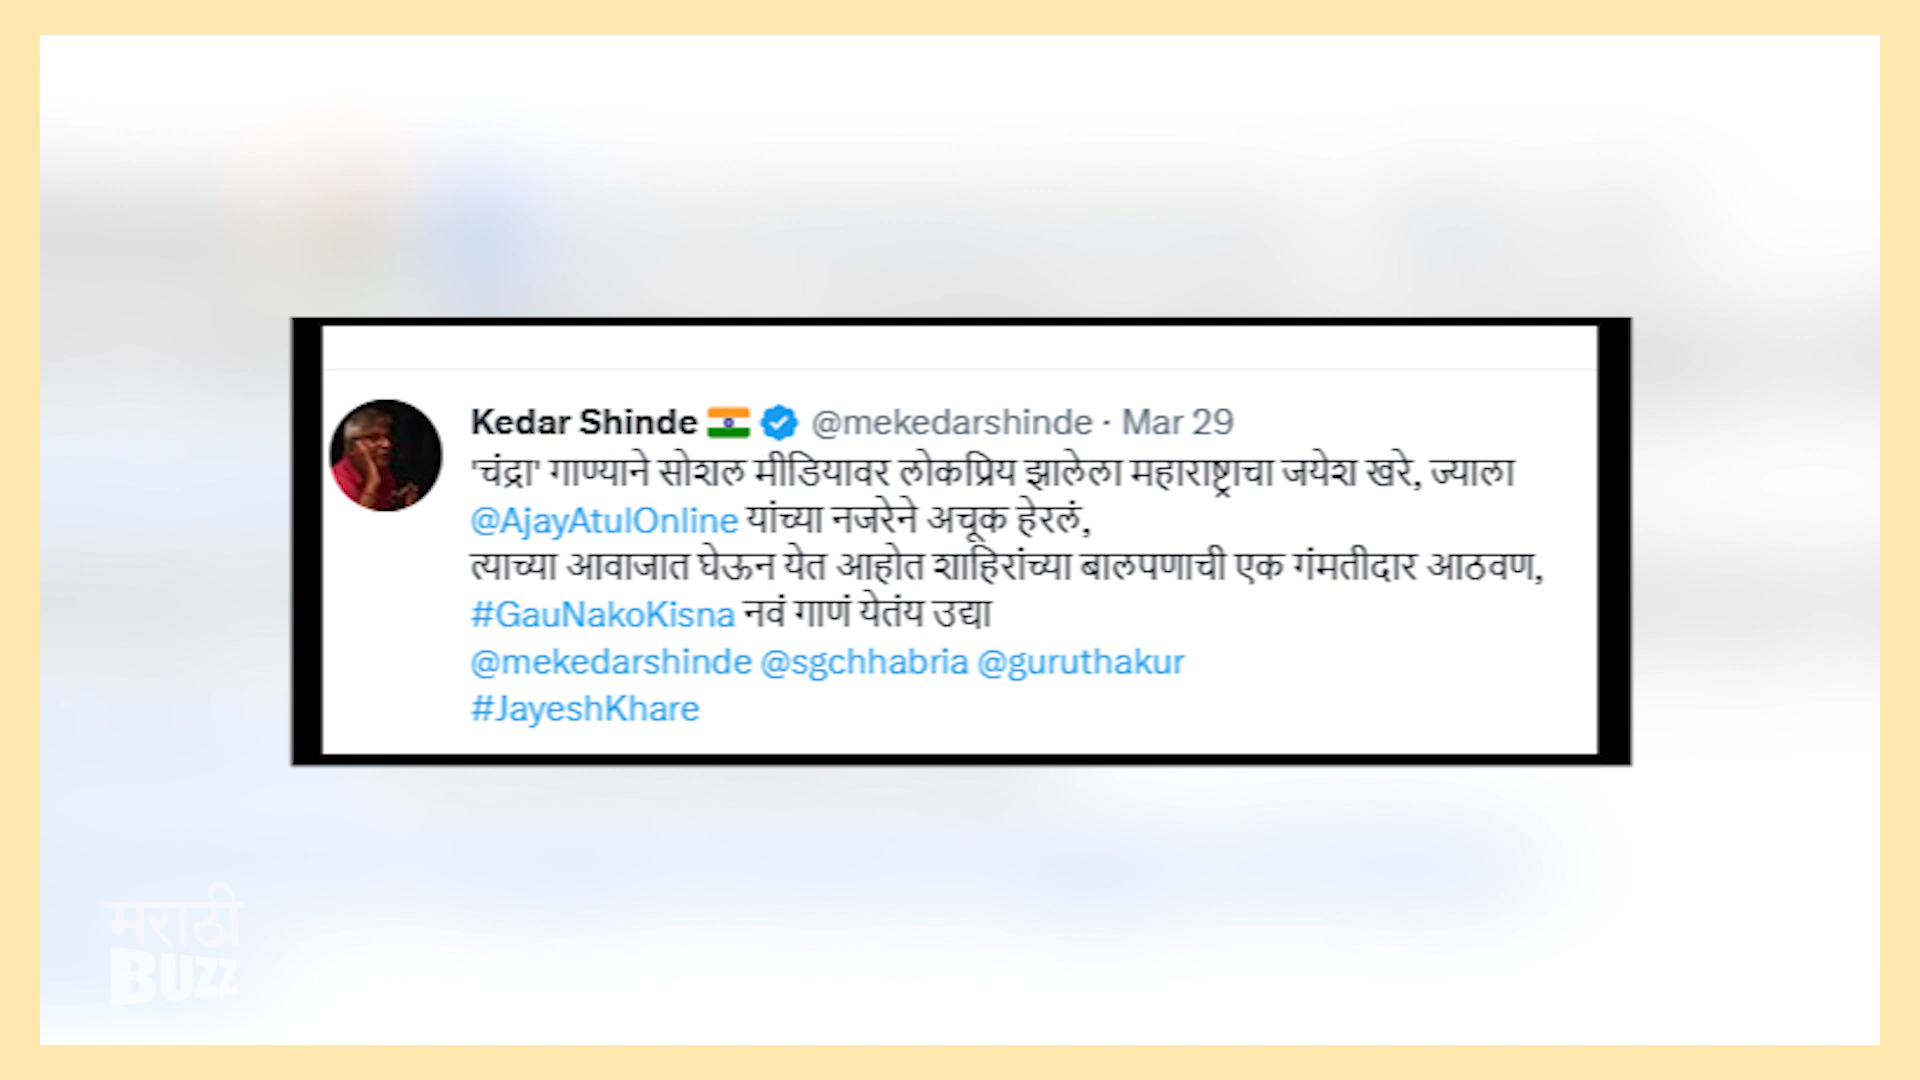 Kedar Shinde @mekedarshinde · Mar 29
'चंद्रा' गाण्याने सोशल मीडियावर लोकप्रिय झालेला महाराष्ट्राचा जयेश खरे, ज्याला
@AjayAtulOnline यांच्या नजरेने अचूक हेरलं,
त्याच्या आवाजात घेऊन येत आहोत शाहिरांच्या बालपणाची एक गंमतीदार आठवण,
#GauNakoKisna नवं गाणं येतंय उद्या
@mekedarshinde @sgchhabria @guruthakur
#JayeshKhare
मराठी
BUZZ